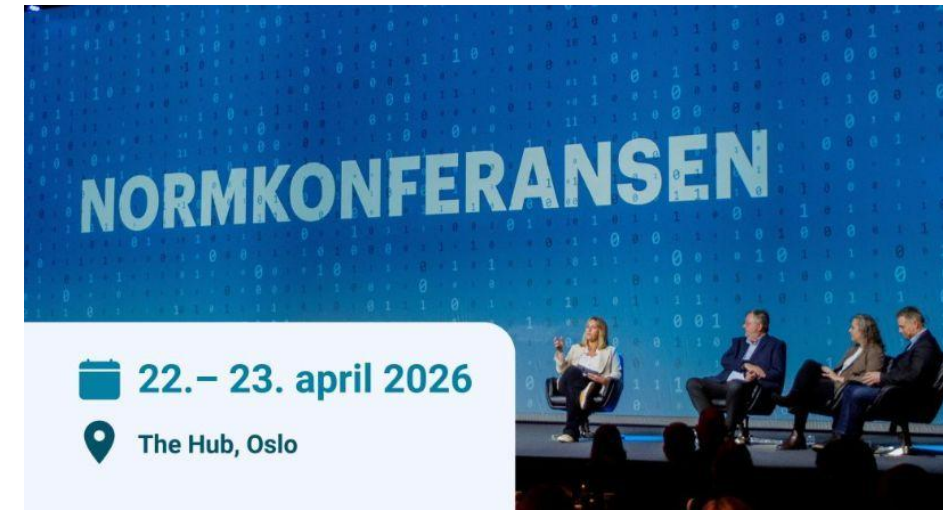 NORMKONFERANSEN
22.– 23. april 2026
The Hub, Oslo